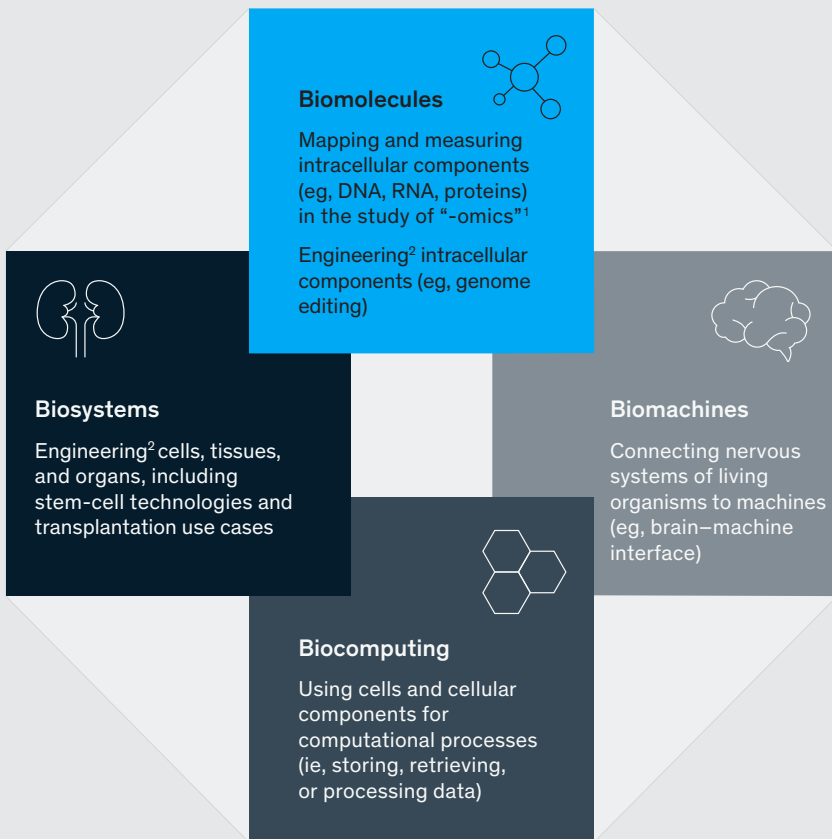 Biomolecules
Mapping and measuring
intracellular components
(eg, DNA, RNA, proteins)
in the study of “-omics”¹
Engineering² intracellular
components (eg, genome
editing)
Biosystems
Engineering² cells, tissues,
and organs, including
stem-cell technologies and
transplantation use cases
Biomachines
Connecting nervous
systems of living
organisms to machines
(eg, brain–machine
interface)
Biocomputing
Using cells and cellular
components for
computational processes
(ie, storing, retrieving,
or processing data)